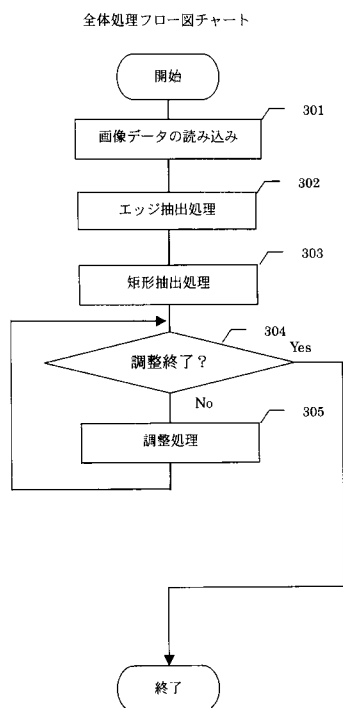 全体処理フロー図チャート
開始
301
画像データの読み込み
302
エッジ抽出処理
303
矩形抽出処理
304
調整終了？
Yes
No
305
調整処理
終了